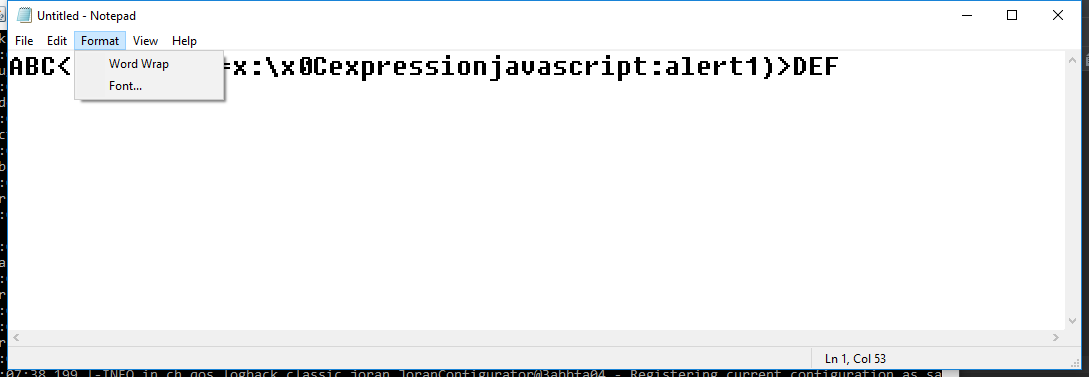 Untitled - Notepad
File Edit Format View Help
Word Wrap
Font...
ABC< =x:\x0Cexpressionjavascript:alert1)>DEF
Ln 1, Col 53
:07:38,199 |-INFO in ch.qos.logback.classic.joran.JoranConfigurator@3abbfa04 - Registering current configuration as sa